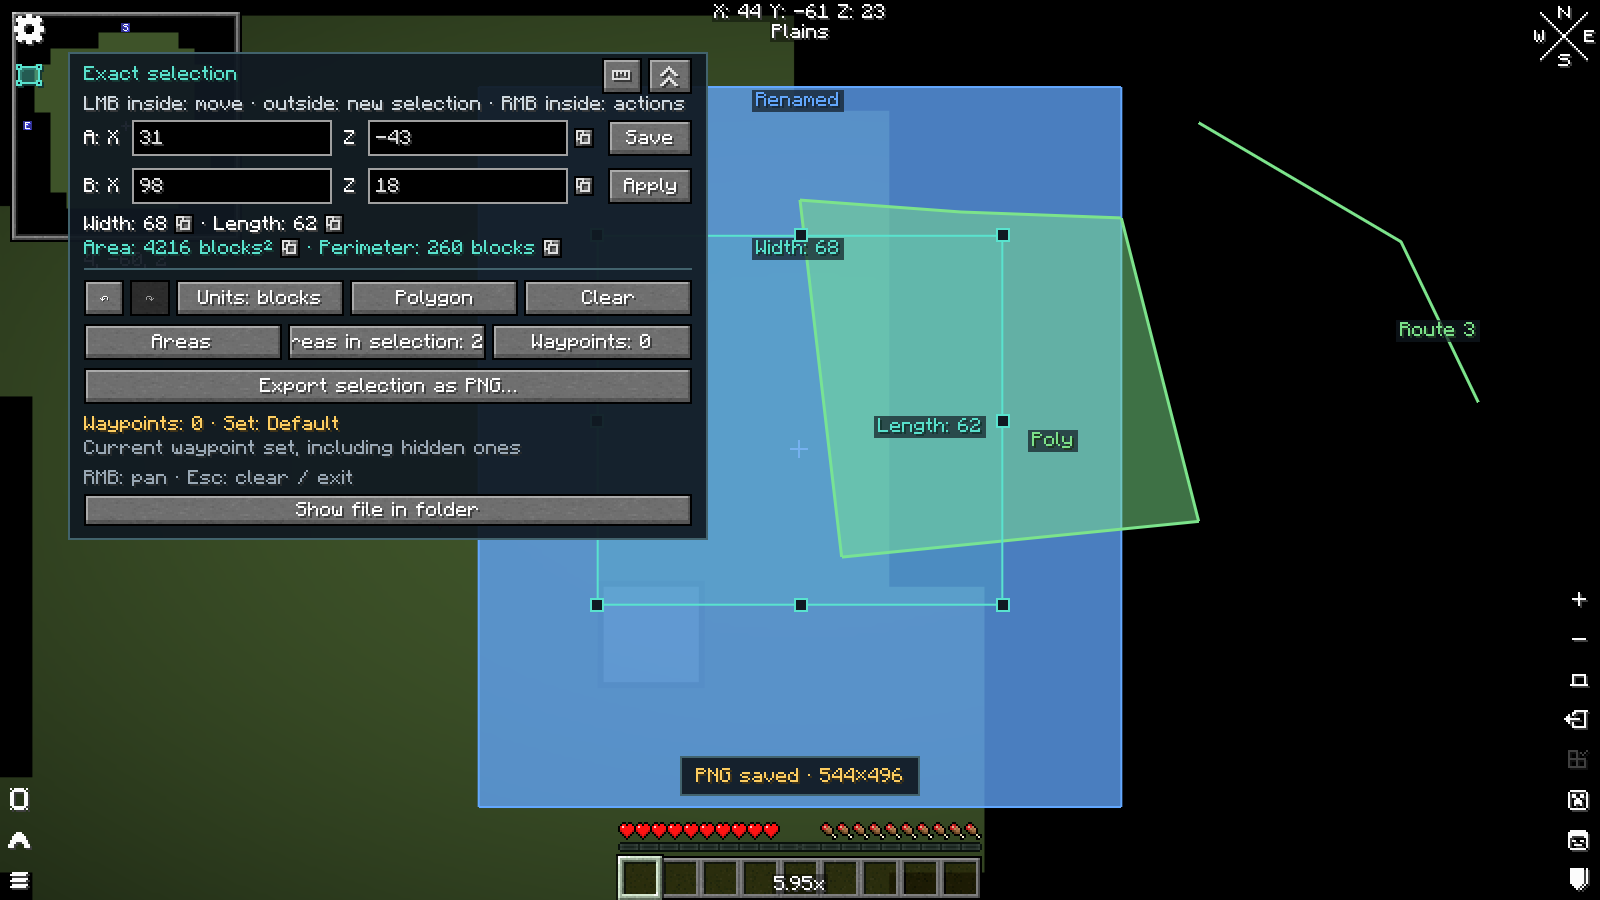 X: 44 Y: -61 Z: 23
Plains
N
W E
S
S
E
Exact selection
LMB inside: move · outside: new selection · RMB inside: actions
A: X 31 Z -43 Save
B: X 98 Z 18 Apply
Width: 68 · Length: 62
Area: 4216 blocks² · Perimeter: 260 blocks
Units: blocks Polygon Clear
Areas reas in selection: 2 Waypoints: 0
Export selection as PNG...
Waypoints: 0 · Set: Default
Current waypoint set, including hidden ones
RMB: pan · Esc: clear / exit
Show file in folder
Renamed
Width: 68
Length: 62
Poly
Route 3
PNG saved · 544×496
5.95x